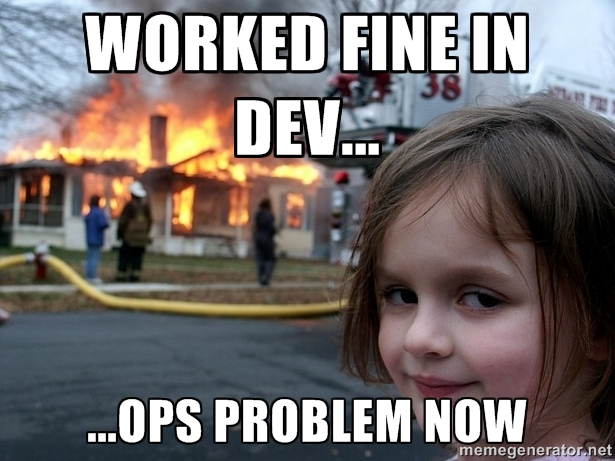 WORKED FINE IN
DEV...
38
...OPS PROBLEM NOW
memegenerator.net